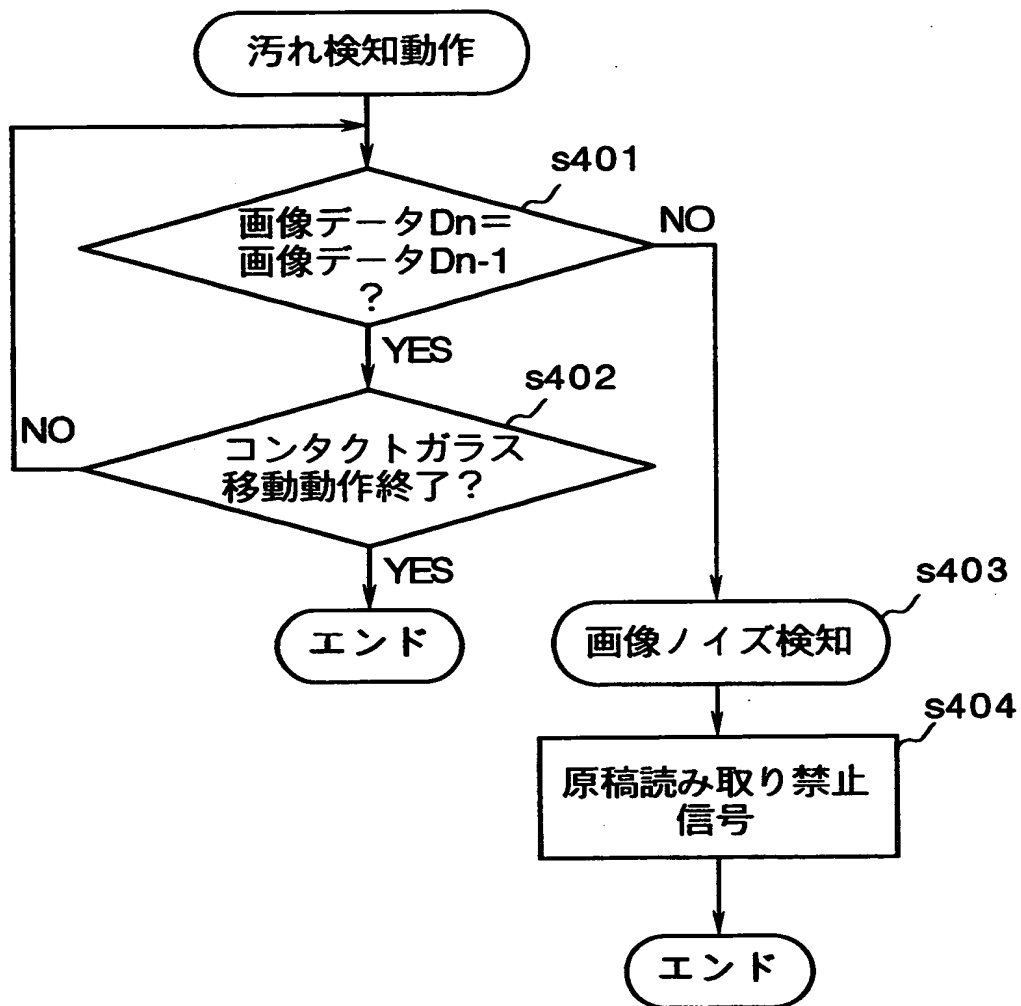 汚れ検知動作
s401
画像データDn＝
画像データDn-1
？
NO
YES
s402
コンタクトガラス
移動動作終了？
NO
YES
エンド
s403
画像ノイズ検知
s404
原稿読み取り禁止
信号
エンド